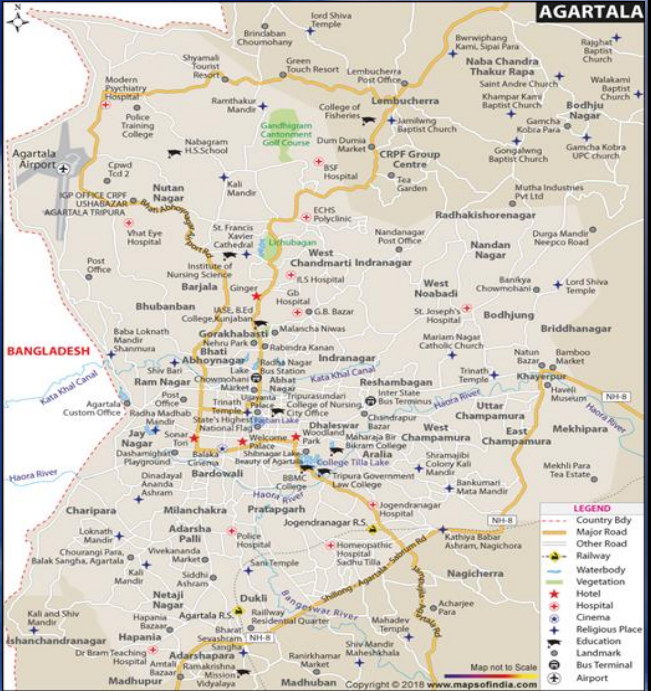 AGARTALA
N
lord Shiva
Temple
Brindaban
Choumohany
Shyamali
Tourist
Resort
Green
Touch Resort
Bwrwiphang
Kami, Sipai Para
Rajghat
Baptist
Church
Naba Chandra
Thakur Rapa
Lembucherra
Post Office
Saint Andre Church
Walakami
Baptist
Church
Modern
Psychiatry
Hospital
Ramthakur
Mandir
College of
Fisheries
Lembucherra
Khampar Kami
Baptist Church
Bodhju
Nagar
Police
Training
College
Gandhigram
Cantonment
Golf Course
Jamilwng
Baptist Church
Gamcha
Kobra Para
Nabagram
H.S.School
Dum Dumia
Market
Gongalwng
Baptist Church
Gamcha Kobra
UPC church
Agartala
Airport
Cpwd
Tcd 2
BSF
Hospital
CRPF Group
Centre
Nutan
Nagar
Kali
Mandir
Tea
Garden
Mutha Industries
Pvt Ltd
IGP OFFICE CRPF
USHABAZAR
AGARTALA TRIPURA
ECHS
Polyclinic
Radhakishorenagar
Vhat Eye
Hospital
St. Francis
Xavier
Cathedral
Lichubagan
Nandanagar
Post Office
Durga Mandir
Neepco Road
West
Chandmarti
Indranagar
Nandan
Nagar
Post
Office
Institute of
Nursing Science
Barjala
Ginger
ILS Hospital
West
Noabadi
Banikya
Chowmohani
Lord Shiva
Temple
Bhubanban
IASE, B.Ed
College,Kunjaban
Gb
Hospital
G.B. Bazar
St. Joseph's
Hospital
Bodhjung
Baba Loknath
Mandir
Shanmura
Gorakhabasti
Nehru Park
Malancha Niwas
Mariam Nagar
Catholic Church
Briddhanagar
BANGLADESH
Bhati
Abhoynagar
Rabindra Kanan
Indranagar
Natun
Bazar
Bamboo
Market
Shiv Bari
Lake
Chowmohani
Market
Radha Nagar
Bus Station
Kata Khal Canal
Trinath
Temple
Khayerpur
Kata Khal Canal
Ram Nagar
Abhat
Nagar
Reshambagan
Haveli
Museum
NH-8
Agartala
Custom Office
Post
Office
Ujjayanta
Palace
Tripurasundari
College of Nursing
City Office
Inter State
Bus Terminus
Haora River
Uttar
Champamura
Haora River
Radha Madhab
Mandir
Trinath
Temple
State's Highest
National Flag
Dhaleswar
Chandrapur
Bazar
West
Champamura
East
Champamura
Mekhipara
Jay
Nagar
Sonar
Tori
Welcome
Palace
Woodland
Park
Maharaja Bir
Bikram College
Haora River
Dashamighat
Playground
Balaka
Cinema
Shibnagar Lake
Beauty of Agartala
Aralia
College Tilla Lake
Shramajibi
Colony Kali
Mandir
Mekhli Para
Tea Estate
Bardowali
BBMC
College
Tripura Government
Law College
Dinadayal
Ananda
Ashram
Haora River
Bankumari
Mata Mandir
Charipara
Milanchakra
Pratapgarh
Jogendranagar
Hospital
Loknath
Mandir
Adarsha
Palli
Police
Hospital
Jogendranagar R.S.
NH-8
Kathiya Babar
Ashram, Nagichora
Chourangi Para,
Balak Sangha, Agartala
Vivekananda
Market
Homeopathic
Hospital
Sadhu Tilla
Kali
Mandir
Siddhi
Ashram
Sani Temple
Shillong - Agartala - Sabrum Rd
Nagicherra
Netaji
Nagar
Dukli
Bangeswar River
Kali and Shiv
Mandir
Hapania
Bazar
Agartala R.S.
Raillway
Residential Quarter
Acharjee
Para
Ishanchandranagar
Hapania
Bharat
Sevashram
Sangha
NH-8
Mahadev
Temple
Dr Bram Teaching
Hospital
Adarshapara
Shiv Mandir
Maheshkhala
Amtali
Bazar
Ramakrishna
Mission
Vidyalaya
Ranirkhamar
Market
Madhupur
Madhuban
Map not to Scale
Copyright © 2018 www.mapsofindia.com
LEGEND
Country Bdy
Major Road
Other Road
Railway
Waterbody
Vegetation
Hotel
Hospital
Cinema
Religious Place
Education
Landmark
Bus Terminal
Airport